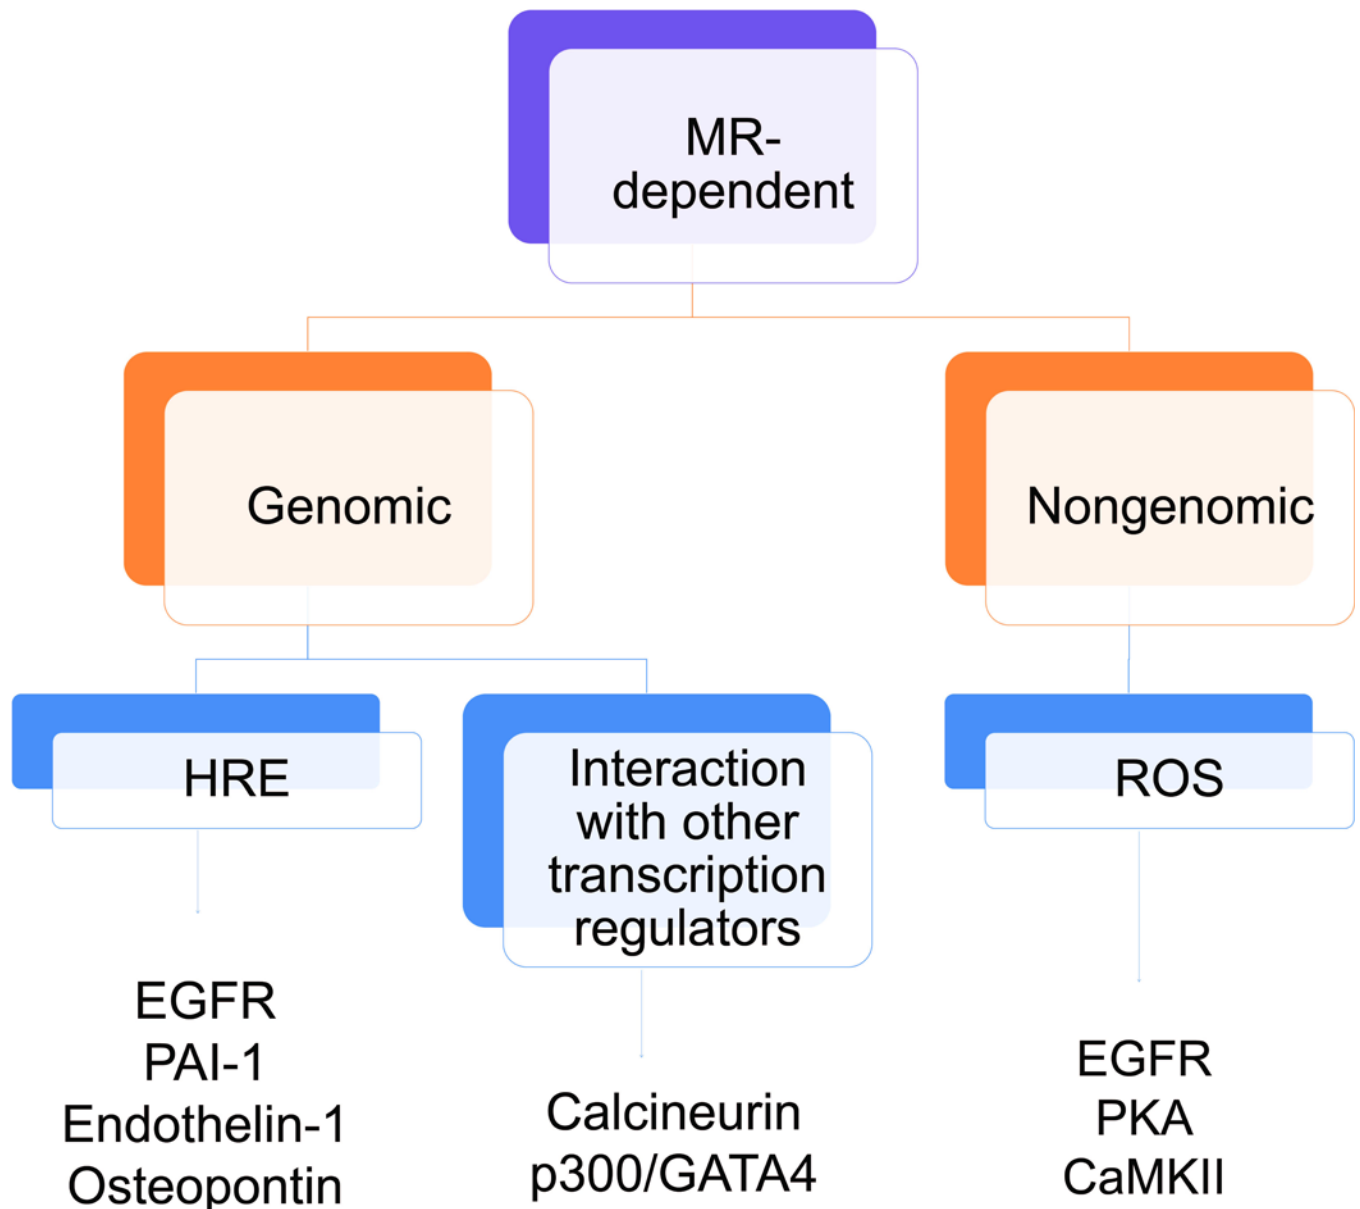 MR-
dependent
Genomic
Nongenomic
HRE
Interaction
with other
transcription
regulators
ROS
EGFR
PAI-1
Endothelin-1
Osteopontin
Calcineurin
p300/GATA4
EGFR
PKA
CaMKII